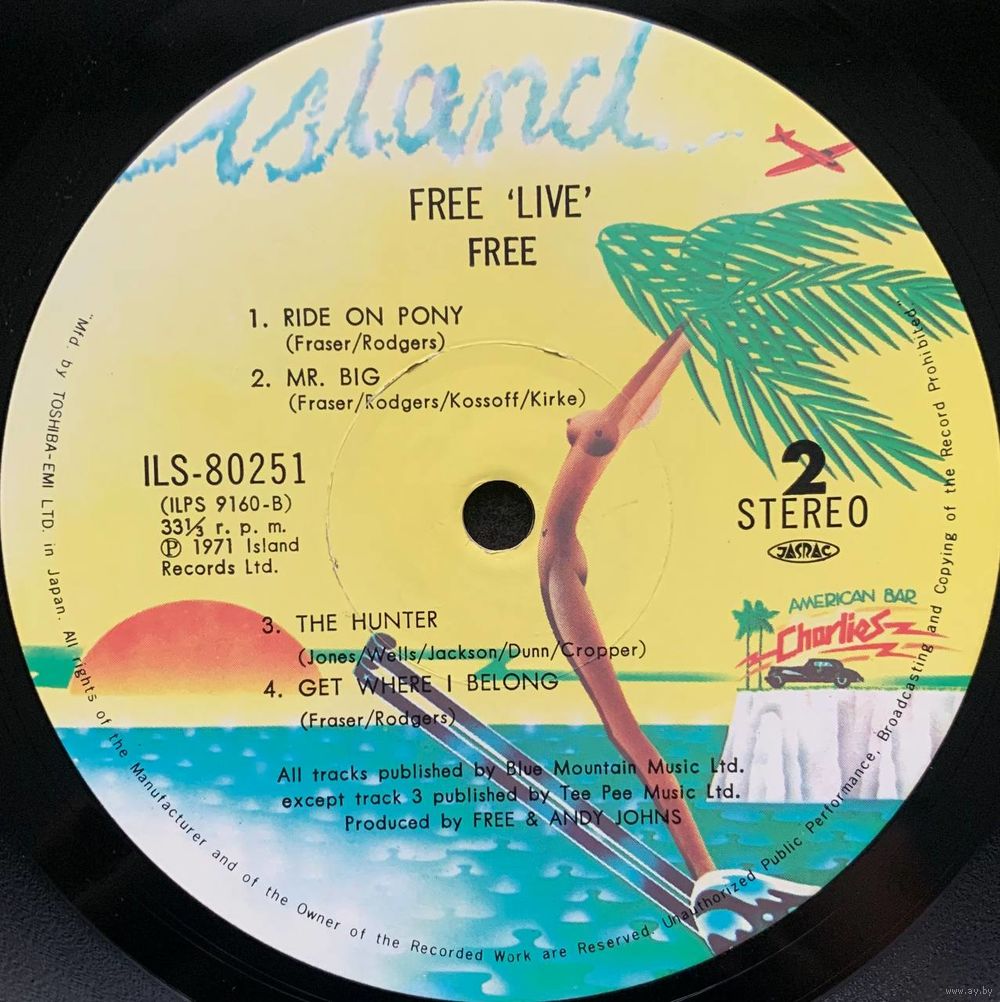 island
FREE ‘LIVE’
FREE
1. RIDE ON PONY
(Fraser/Rodgers)
2. MR. BIG
(Fraser/Rodgers/Kossoff/Kirke)
ILS-80251
(ILPS 9160-B)
33⅓ r. p. m.
Ⓟ 1971 Island
Records Ltd.
2
STEREO
JASRAC
AMERICAN BAR
Charlies
3. THE HUNTER
(Jones/Wells/Jackson/Dunn/Cropper)
4. GET WHERE I BELONG
(Fraser/Rodgers)
All tracks published by Blue Mountain Music Ltd.
except track 3 published by Tee Pee Music Ltd.
Produced by FREE & ANDY JOHNS
"Mfd. by TOSHIBA-EMI LTD. in Japan. All rights of the Manufacturer and of the Owner of the Recorded Work are Reserved. Unauthorized Public Performance, Broadcasting and Copying of the Record Prohibited."
www.ay.by